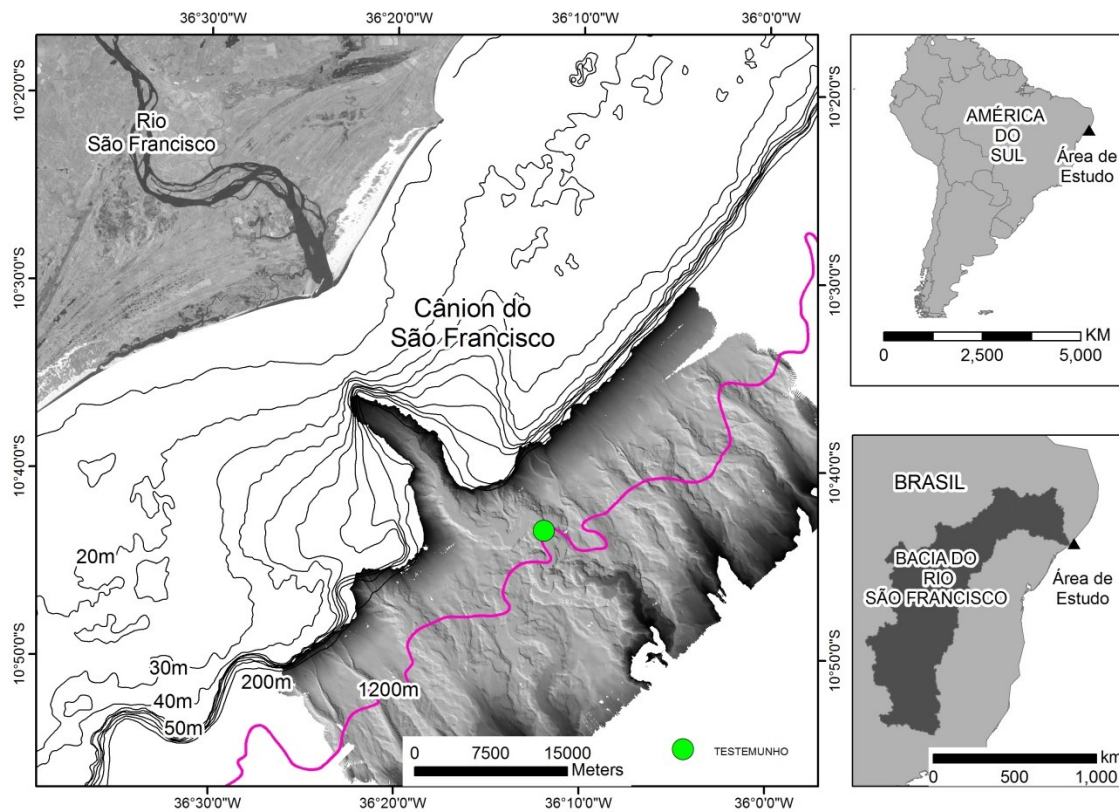 36°30'0"W
36°20'0"W
36°10'0"W
36°0'0"W
10°20'0"S
10°30'0"S
10°40'0"S
10°50'0"S
10°20'0"S
10°30'0"S
10°40'0"S
10°50'0"S
Rio
São Francisco
Cânion do
São Francisco
20m
30m
40m
50m
200m
1200m
0
7500
15000
Meters
TESTEMUNHO
36°30'0"W
36°20'0"W
36°10'0"W
36°0'0"W
AMÉRICA
DO
SUL
Área de
Estudo
KM
0
2,500
5,000
BRASIL
BACIA DO
RIO
SÃO FRANCISCO
Área de
Estudo
km
0
500
1,000